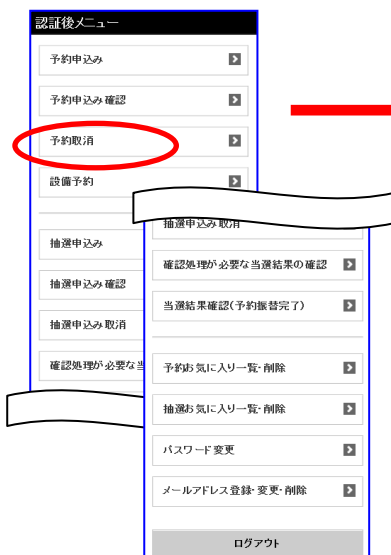 認証後メニュー
予約申込み
予約申込み確認
予約取消
設備予約
抽選申込み
抽選申込み確認
抽選申込み取消
確認処理が必要な当
抽選申込み取消
確認処理が必要な当選結果の確認
当選結果確認(予約振替完了)
予約お気に入り一覧・削除
抽選お気に入り一覧・削除
パスワード変更
メールアドレス登録・変更・削除
ログアウト